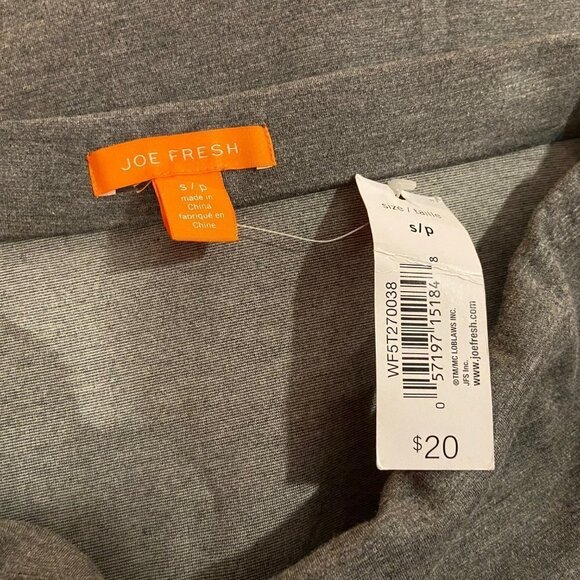 JOE FRESH
s/p
made in
China
fabriqué en
Chine
size / taille
s/p
WF5T270038
0 57197 15184 8
®TM/MC LOBLAWS INC.
JFS Inc.
www.joefresh.com
$20